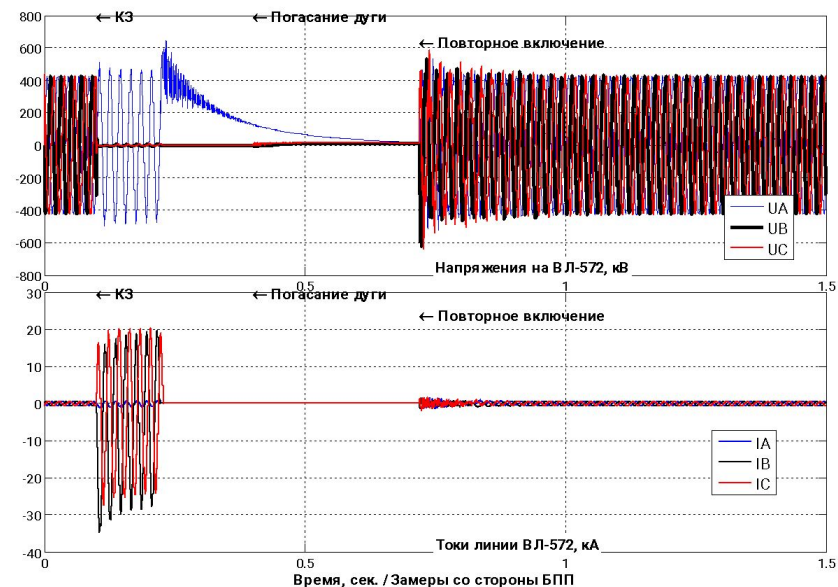 ← КЗ
← Погасание дуги
← Повторное включение
800
600
400
200
0
-200
-400
-600
-800
UA
UB
UC
Напряжения на ВЛ-572, кВ
0
0.5
1
1.5
← КЗ
← Погасание дуги
← Повторное включение
30
20
10
0
-10
-20
-30
-40
IA
IB
IC
Токи линии ВЛ-572, кА
0
0.5
1
1.5
Время, сек. / Замеры со стороны БПП